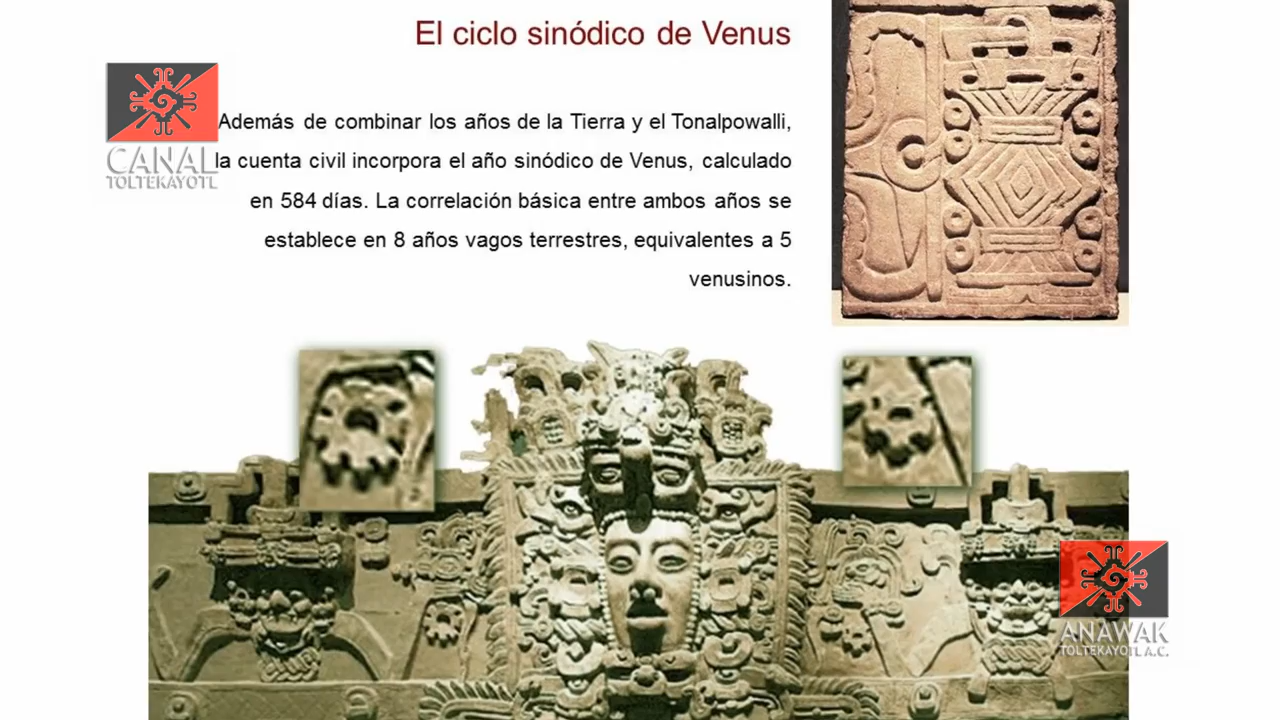 El ciclo sinódico de Venus
CANAL
TOLTEKAYOTL
Además de combinar los años de la Tierra y el Tonalpowalli,
la cuenta civil incorpora el año sinódico de Venus, calculado
en 584 días. La correlación básica entre ambos años se
establece en 8 años vagos terrestres, equivalentes a 5
venusinos.
ANAWAK
TOLTEKAYOTL A.C.